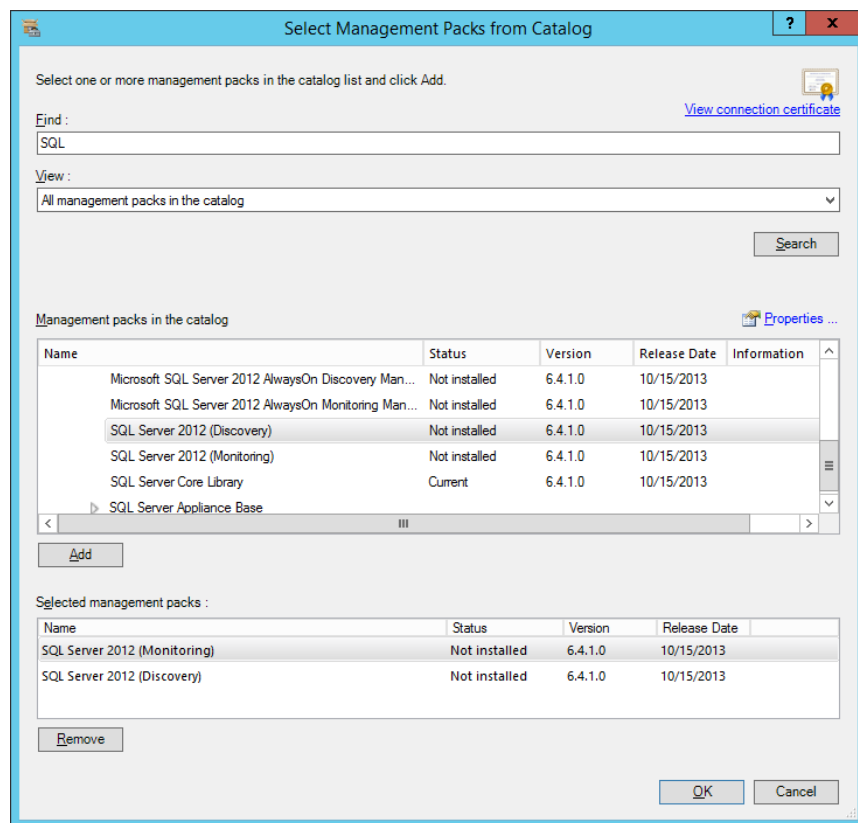 Select Management Packs from Catalog
? x
Select one or more management packs in the catalog list and click Add.
View connection certificate
Find :
SQL
View :
All management packs in the catalog
Search
Management packs in the catalog
Properties ...
Name Status Version Release Date Information
Microsoft SQL Server 2012 AlwaysOn Discovery Man... Not installed 6.4.1.0 10/15/2013
Microsoft SQL Server 2012 AlwaysOn Monitoring Man... Not installed 6.4.1.0 10/15/2013
SQL Server 2012 (Discovery) Not installed 6.4.1.0 10/15/2013
SQL Server 2012 (Monitoring) Not installed 6.4.1.0 10/15/2013
SQL Server Core Library Current 6.4.1.0 10/15/2013
SQL Server Appliance Base
Add
Selected management packs :
Name Status Version Release Date
SQL Server 2012 (Monitoring) Not installed 6.4.1.0 10/15/2013
SQL Server 2012 (Discovery) Not installed 6.4.1.0 10/15/2013
Remove
OK Cancel